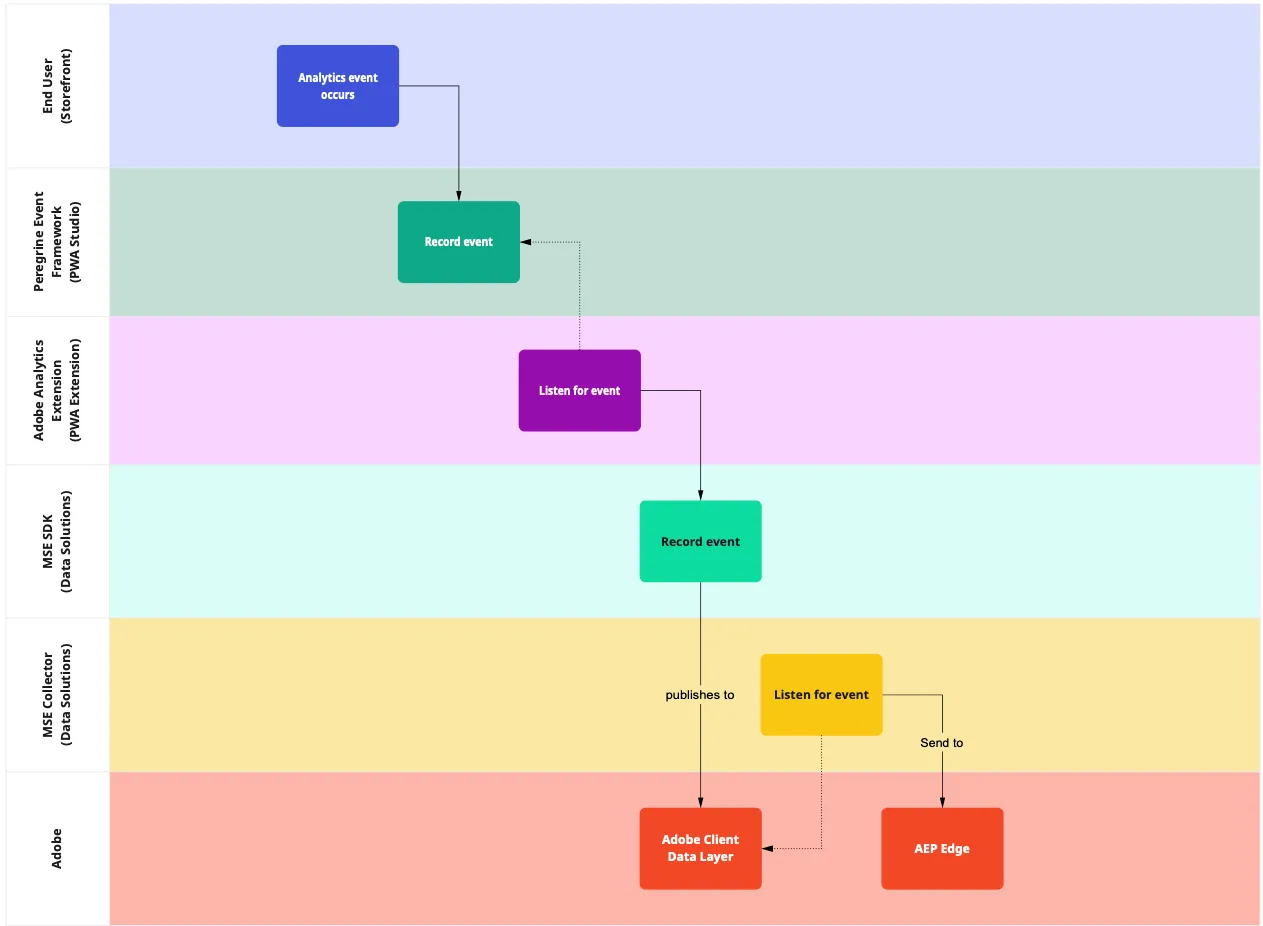 End User
(Storefront)
Analytics event
occurs
Peregrine Event
Framework
(PWA Studio)
Record event
Adobe Analytics
Extension
(PWA Extension)
Listen for event
MSE SDK
(Data Solutions)
Record event
MSE Collector
(Data Solutions)
publishes to
Listen for event
Send to
Adobe
Adobe Client
Data Layer
AEP Edge